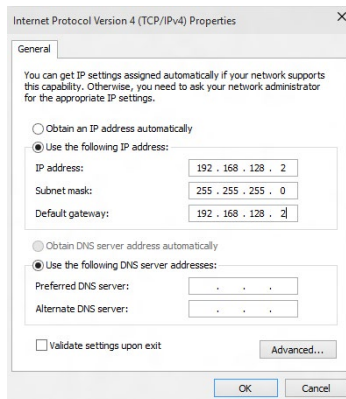 Internet Protocol Version 4 (TCP/IPv4) Properties
General
You can get IP settings assigned automatically if your network supports
this capability. Otherwise, you need to ask your network administrator
for the appropriate IP settings.
Obtain an IP address automatically
Use the following IP address:
IP address: 192 . 168 . 128 . 2
Subnet mask: 255 . 255 . 255 . 0
Default gateway: 192 . 168 . 128 . 2
Obtain DNS server address automatically
Use the following DNS server addresses:
Preferred DNS server: . . .
Alternate DNS server: . . .
Validate settings upon exit
Advanced...
OK Cancel